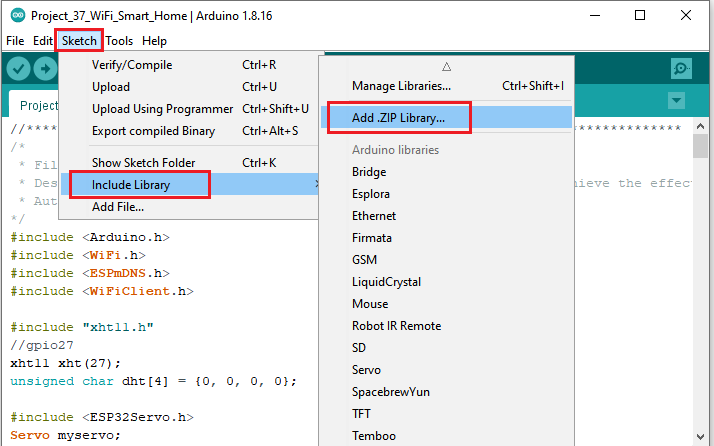 Project_37_WiFi_Smart_Home | Arduino 1.8.16
File Edit Sketch Tools Help
Verify/Compile Ctrl+R
Upload Ctrl+U
Upload Using Programmer Ctrl+Shift+U
Export compiled Binary Ctrl+Alt+S
Show Sketch Folder Ctrl+K
Include Library
Add File...
Manage Libraries... Ctrl+Shift+I
Add .ZIP Library...
Arduino libraries
Bridge
Esplora
Ethernet
Firmata
GSM
LiquidCrystal
Mouse
Robot IR Remote
SD
Servo
SpacebrewYun
TFT
Temboo
Project
/*
* Fil
* Des
* Aut
*/
the effec
#include <Arduino.h>
#include <WiFi.h>
#include <ESPmDNS.h>
#include <WiFiClient.h>
#include "xht11.h"
//gpio27
xht11 xht(27);
unsigned char dht[4] = {0, 0, 0, 0};
#include <ESP32Servo.h>
Servo myservo;